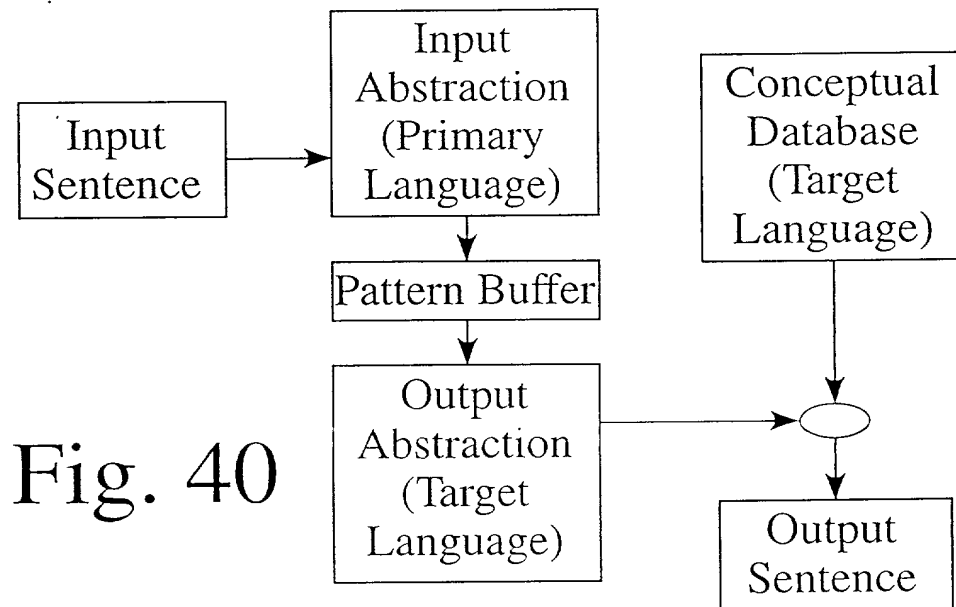 Input
Sentence
Input
Abstraction
(Primary
Language)
Pattern Buffer
Output
Abstraction
(Target
Language)
Conceptual
Database
(Target
Language)
Output
Sentence
Fig. 40